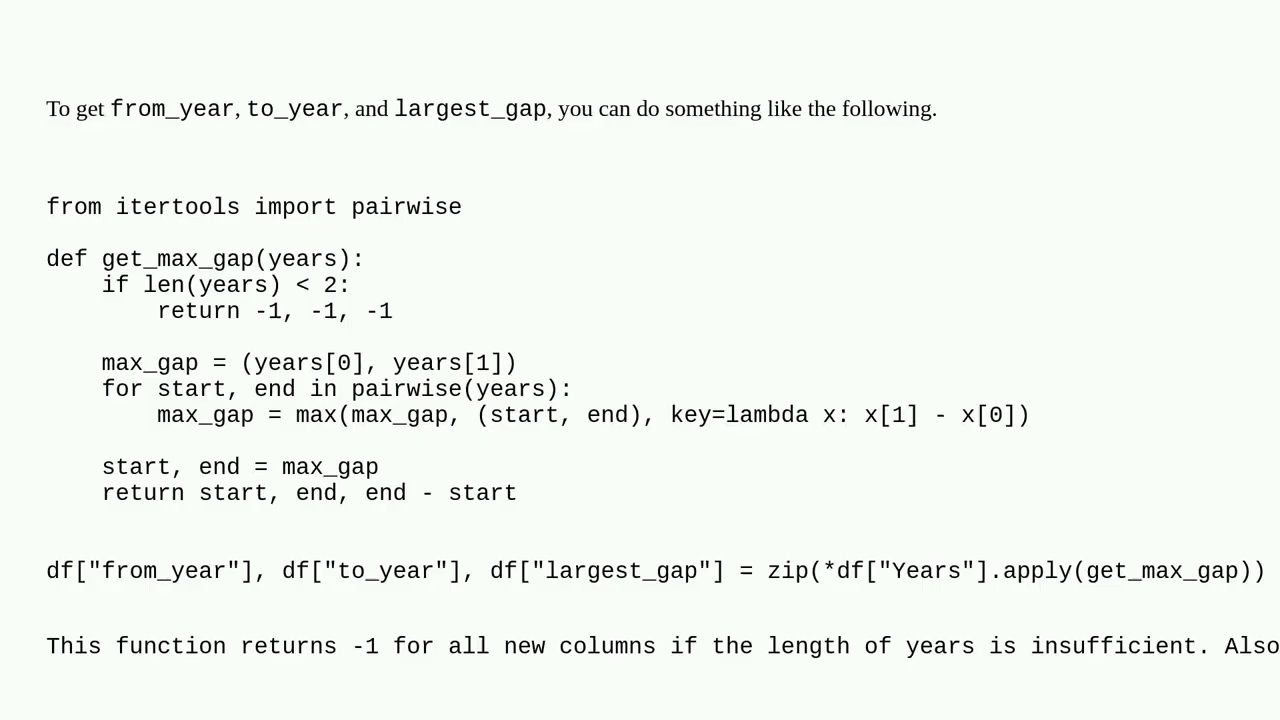 To get from_year, to_year, and largest_gap, you can do something like the following.
from itertools import pairwise
def get_max_gap(years):
    if len(years) < 2:
        return -1, -1, -1
    max_gap = (years[0], years[1])
    for start, end in pairwise(years):
        max_gap = max(max_gap, (start, end), key=lambda x: x[1] - x[0])
    start, end = max_gap
    return start, end, end - start
df["from_year"], df["to_year"], df["largest_gap"] = zip(*df["Years"].apply(get_max_gap))
This function returns -1 for all new columns if the length of years is insufficient. Also